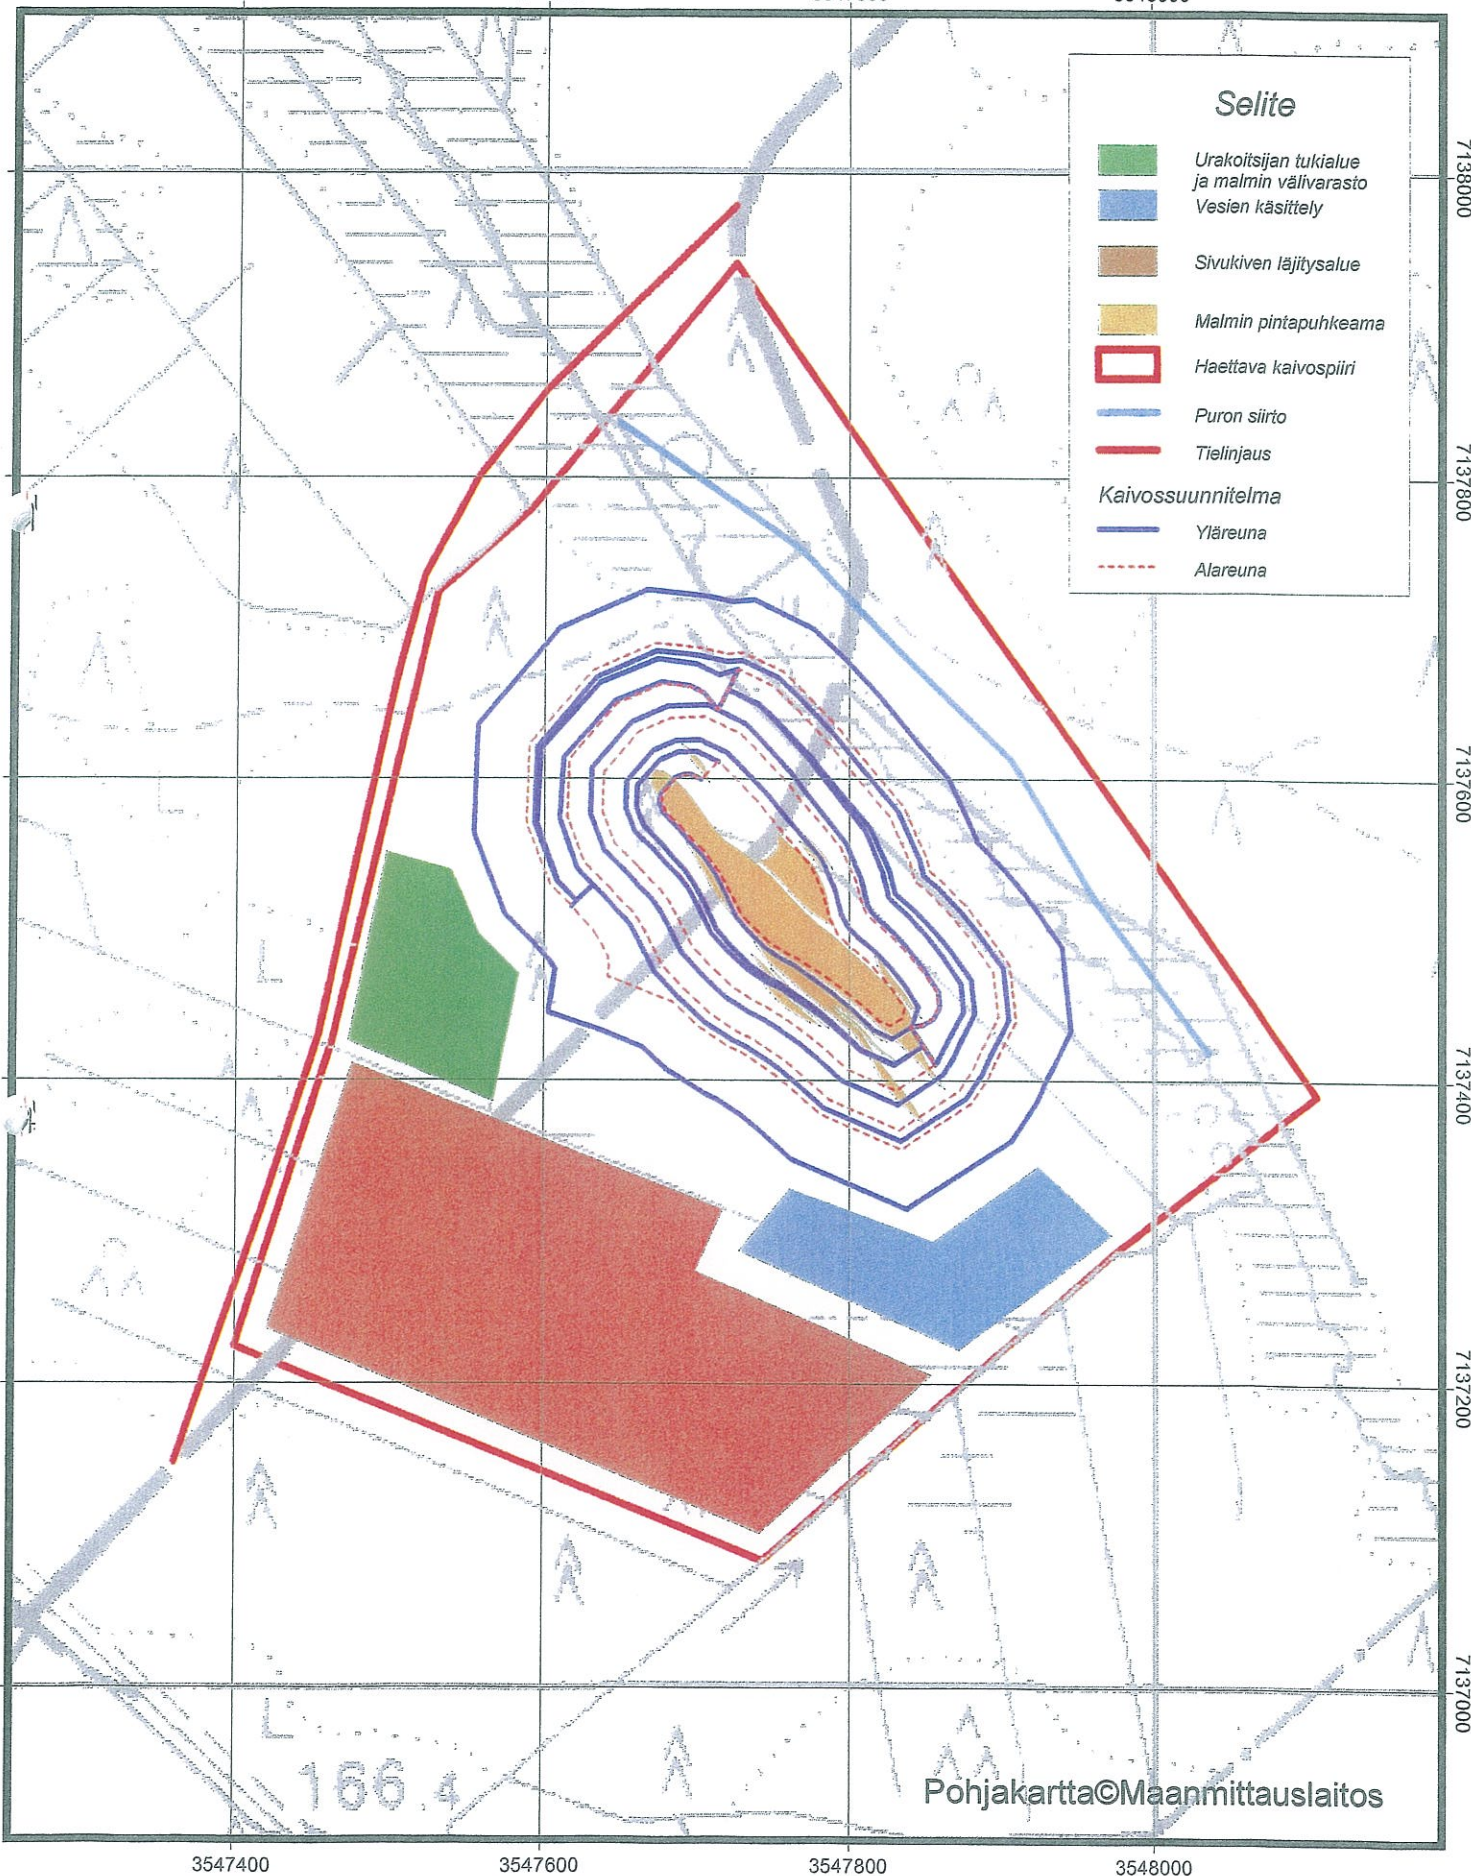 Selite
Urakoitsijan tukialue
ja malmin välivarasto
Vesien käsittely
Sivukiven läjitysalue
Malmin pintapuhkeama
Haettava kaivospiiri
Puron siirto
Tielinjaus
Kaivossuunnitelma
Yläreuna
Alareuna
7138000
7137800
7137600
7137400
7137200
7137000
L
L
L
166.4
Pohjakartta©Maanmittauslaitos
3547400
3547600
3547800
3548000